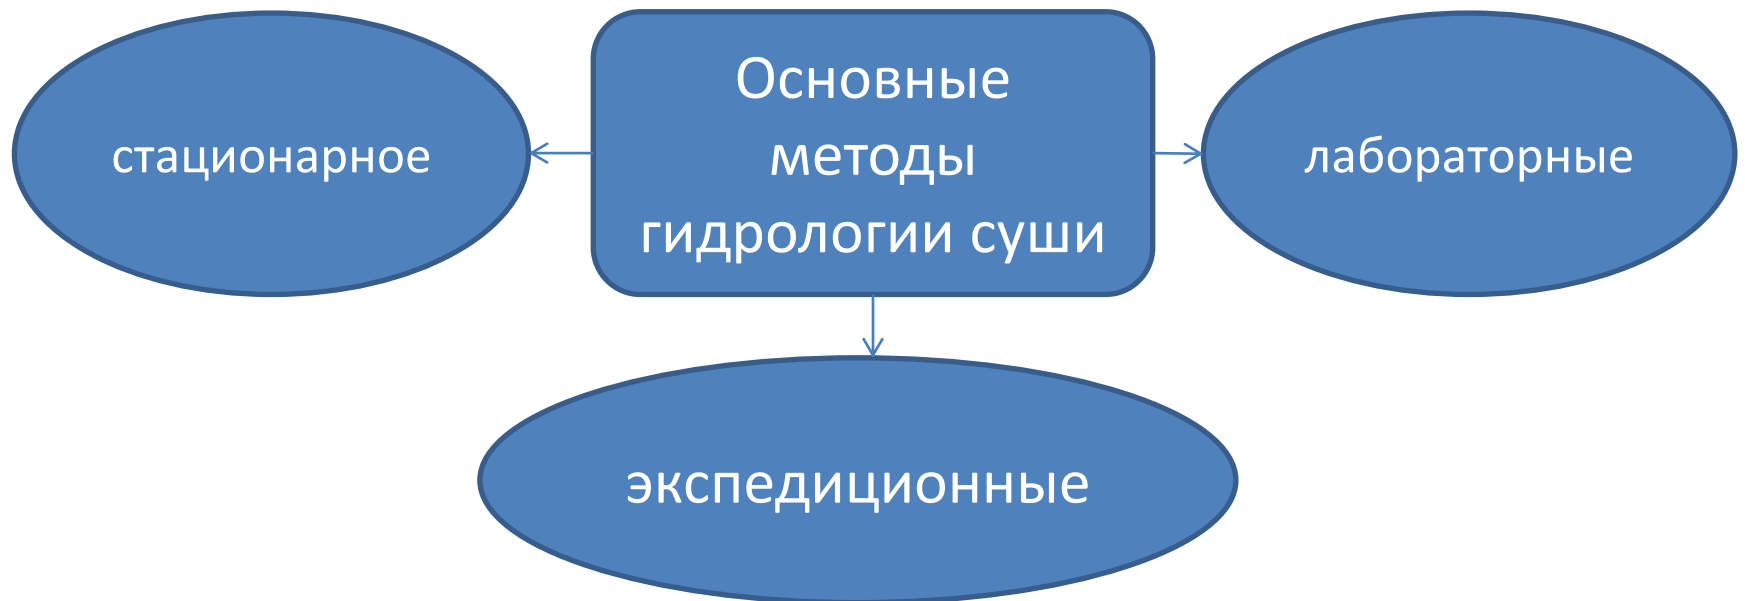 Основные
методы
гидрологии суши
стационарное
лабораторные
экспедиционные